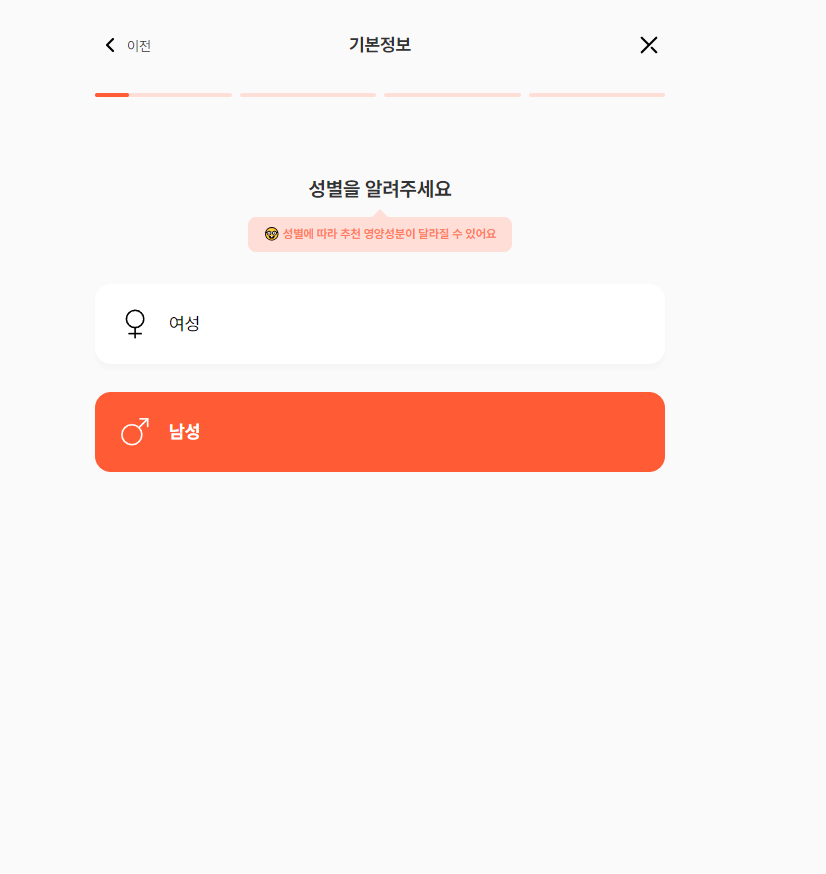 이전
기본정보
성별을 알려주세요
🤓 성별에 따라 추천 영양성분이 달라질 수 있어요
여성
남성